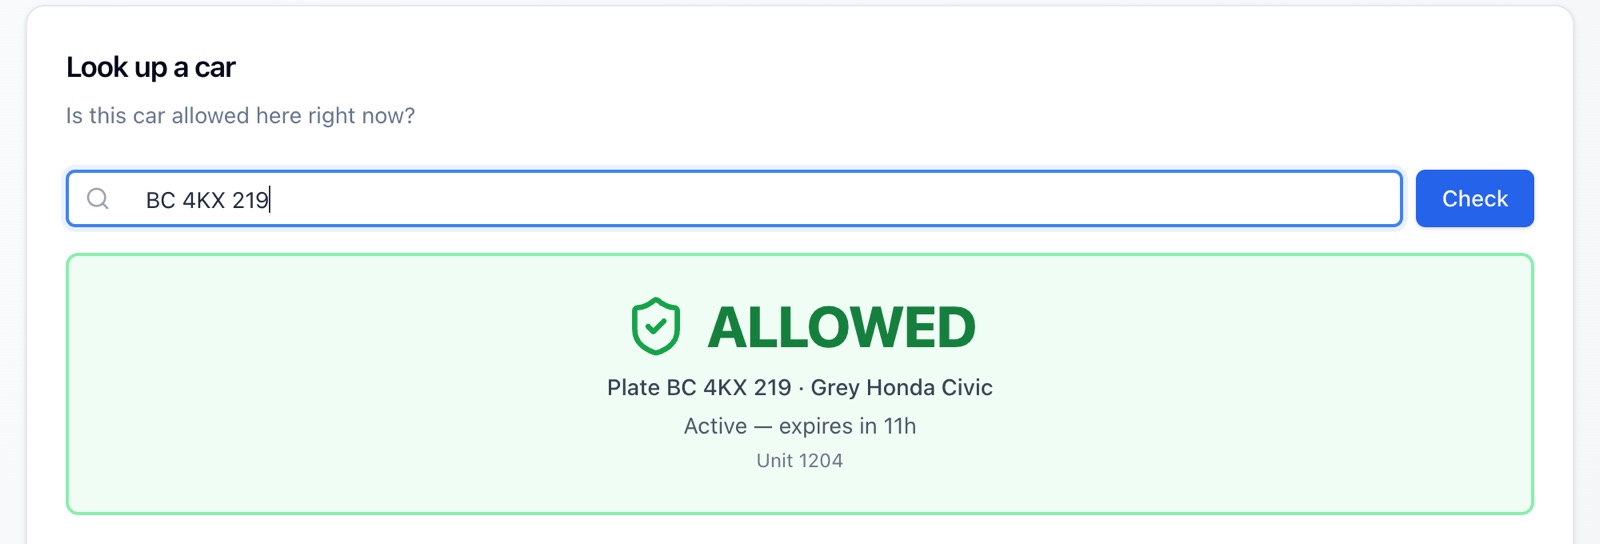 Look up a car
Is this car allowed here right now?
BC 4KX 219
Check
ALLOWED
Plate BC 4KX 219 · Grey Honda Civic
Active — expires in 11h
Unit 1204